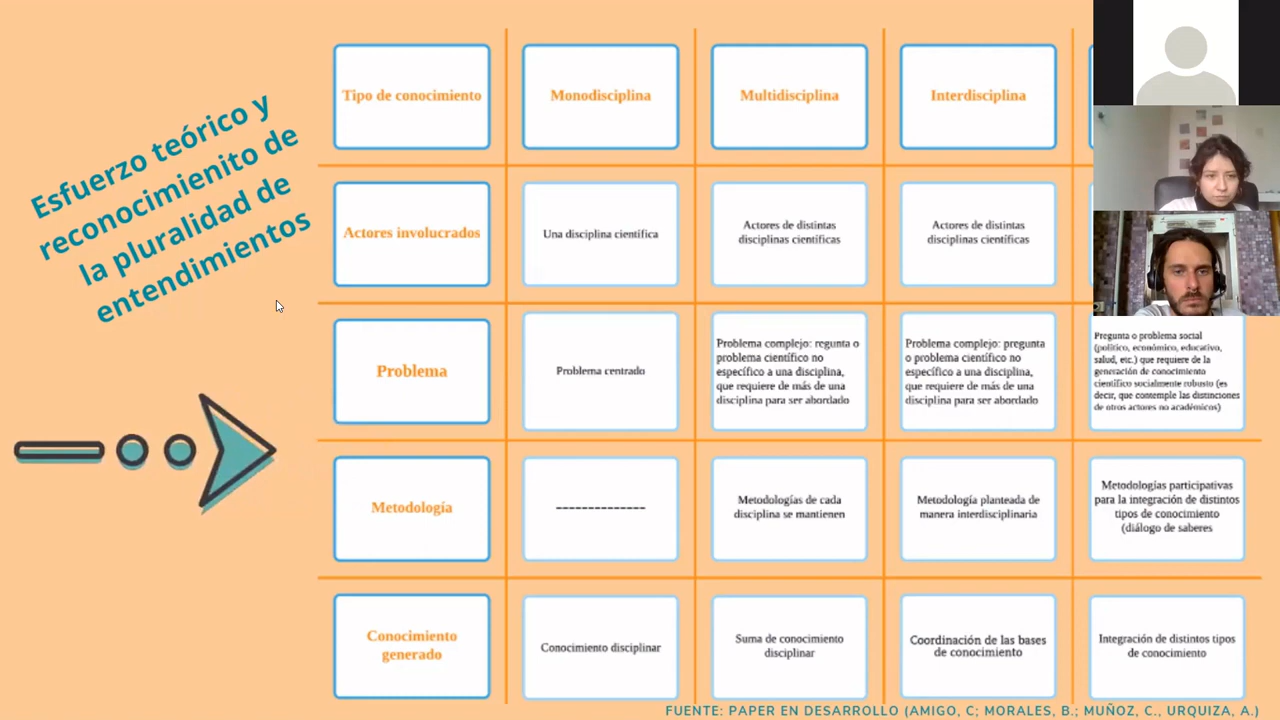 Esfuerzo teórico y
reconocimienito de
la pluralidad de
entendimientos
Tipo de conocimiento
Monodisciplina
Multidisciplina
Interdisciplina
Actores involucrados
Una disciplina científica
Actores de distintas
disciplinas científicas
Actores de distintas
disciplinas científicas
Problema
Problema centrado
Problema complejo: regunta o
problema científico no
específico a una disciplina,
que requiere de más de una
disciplina para ser abordado
Problema complejo: pregunta
o problema científico no
específico a una disciplina,
que requiere de más de una
disciplina para ser abordado
Pregunta o problema social
(político, económico, educativo,
salud, etc.) que requiere de la
generación de conocimiento
científico socialmente robusto (es
decir, que contemple las distinciones
de otros actores no académicos)
Metodología
--------------
Metodologías de cada
disciplina se mantienen
Metodología planteada de
manera interdisciplinaria
Metodologías participativas
para la integración de distintos
tipos de conocimiento
(diálogo de saberes
Conocimiento
generado
Conocimiento disciplinar
Suma de conocimiento
disciplinar
Coordinación de las bases
de conocimiento
Integración de distintos tipos
de conocimiento
FUENTE: PAPER EN DESARROLLO (AMIGO, C; MORALES, B.; MUÑOZ, C., URQUIZA, A.)